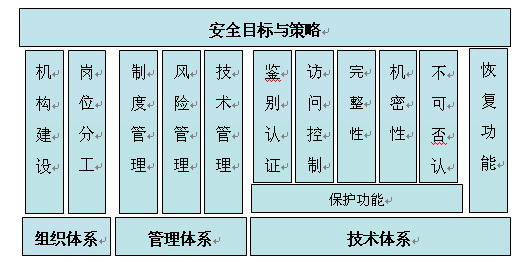 安全目标与策略
机构建设
岗位分工
制度管理
风险管理
技术管理
鉴别认证
访问控制
完整性
机密性
不可否认
恢复功能
保护功能
组织体系
管理体系
技术体系